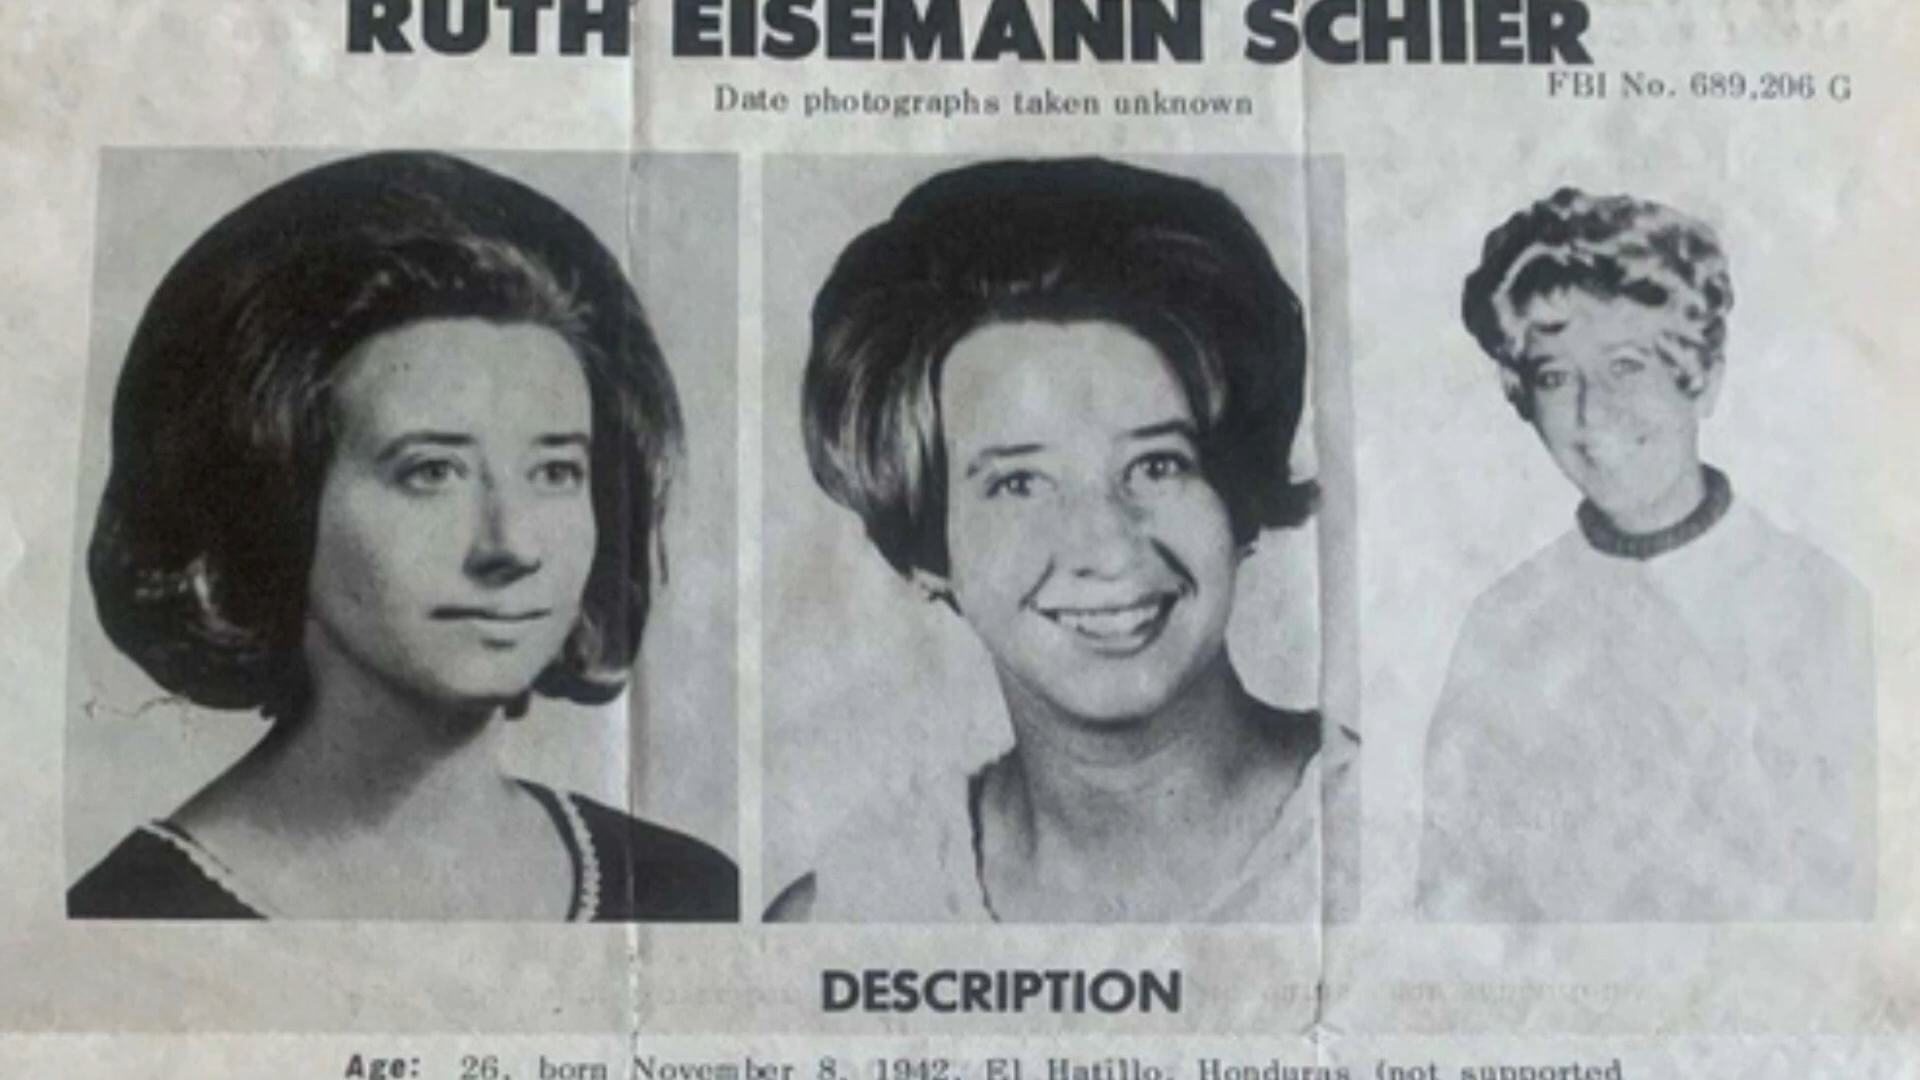 RUTH EISEMANN SCHIER
FBI No. 689,206 G
Date photographs taken unknown
DESCRIPTION
Age: 26, born November 8, 1942, El Hatillo, Honduras (not supported